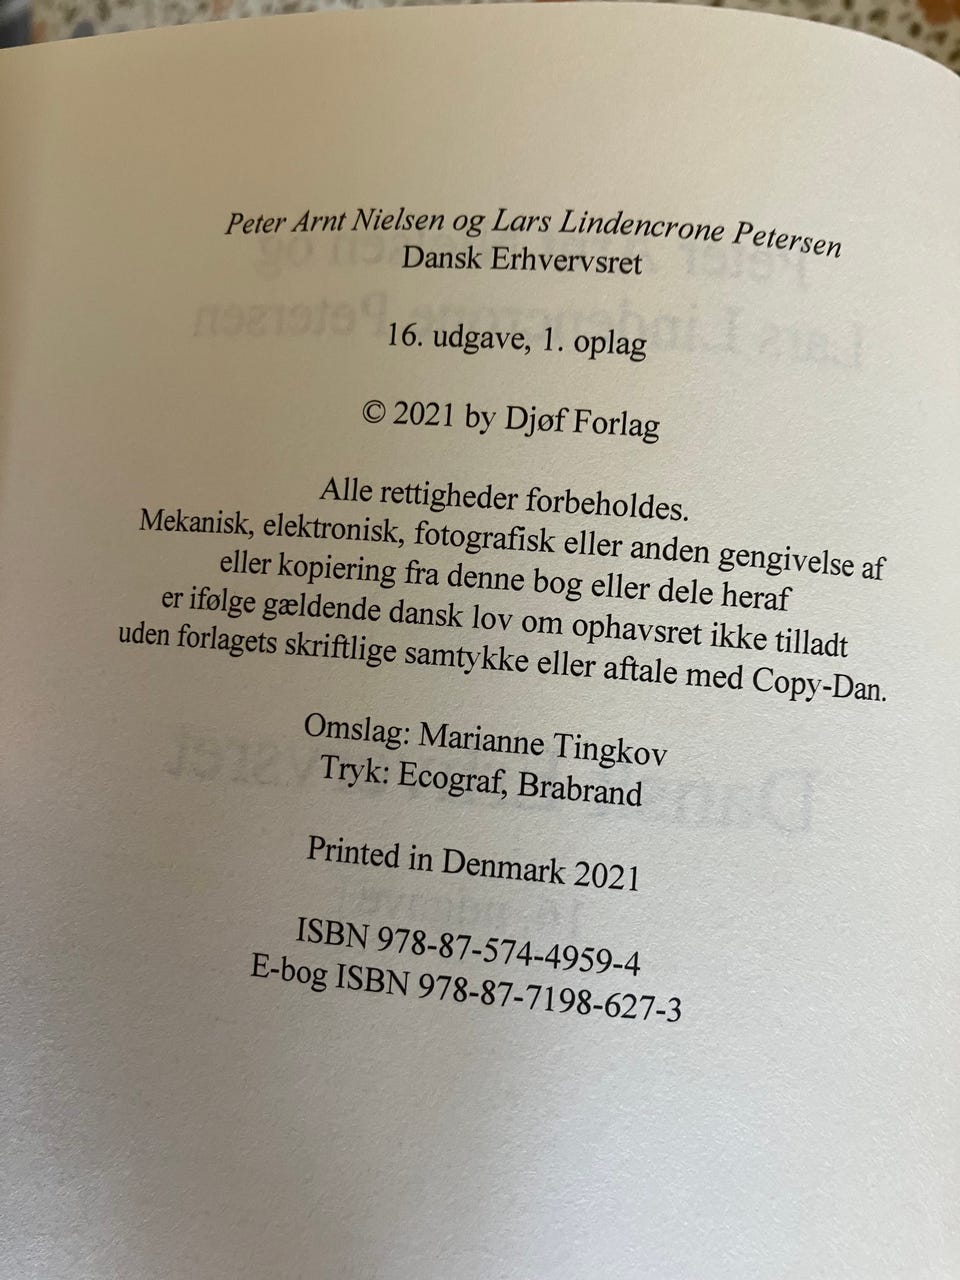 Peter Arnt Nielsen og Lars Lindencrone Petersen
Dansk Erhvervsret
16. udgave, 1. oplag
© 2021 by Djøf Forlag
Alle rettigheder forbeholdes.
Mekanisk, elektronisk, fotografisk eller anden gengivelse af
eller kopiering fra denne bog eller dele heraf
er ifølge gældende dansk lov om ophavsret ikke tilladt
uden forlagets skriftlige samtykke eller aftale med Copy-Dan.
Omslag: Marianne Tingkov
Tryk: Ecograf, Brabrand
Printed in Denmark 2021
ISBN 978-87-574-4959-4
E-bog ISBN 978-87-7198-627-3